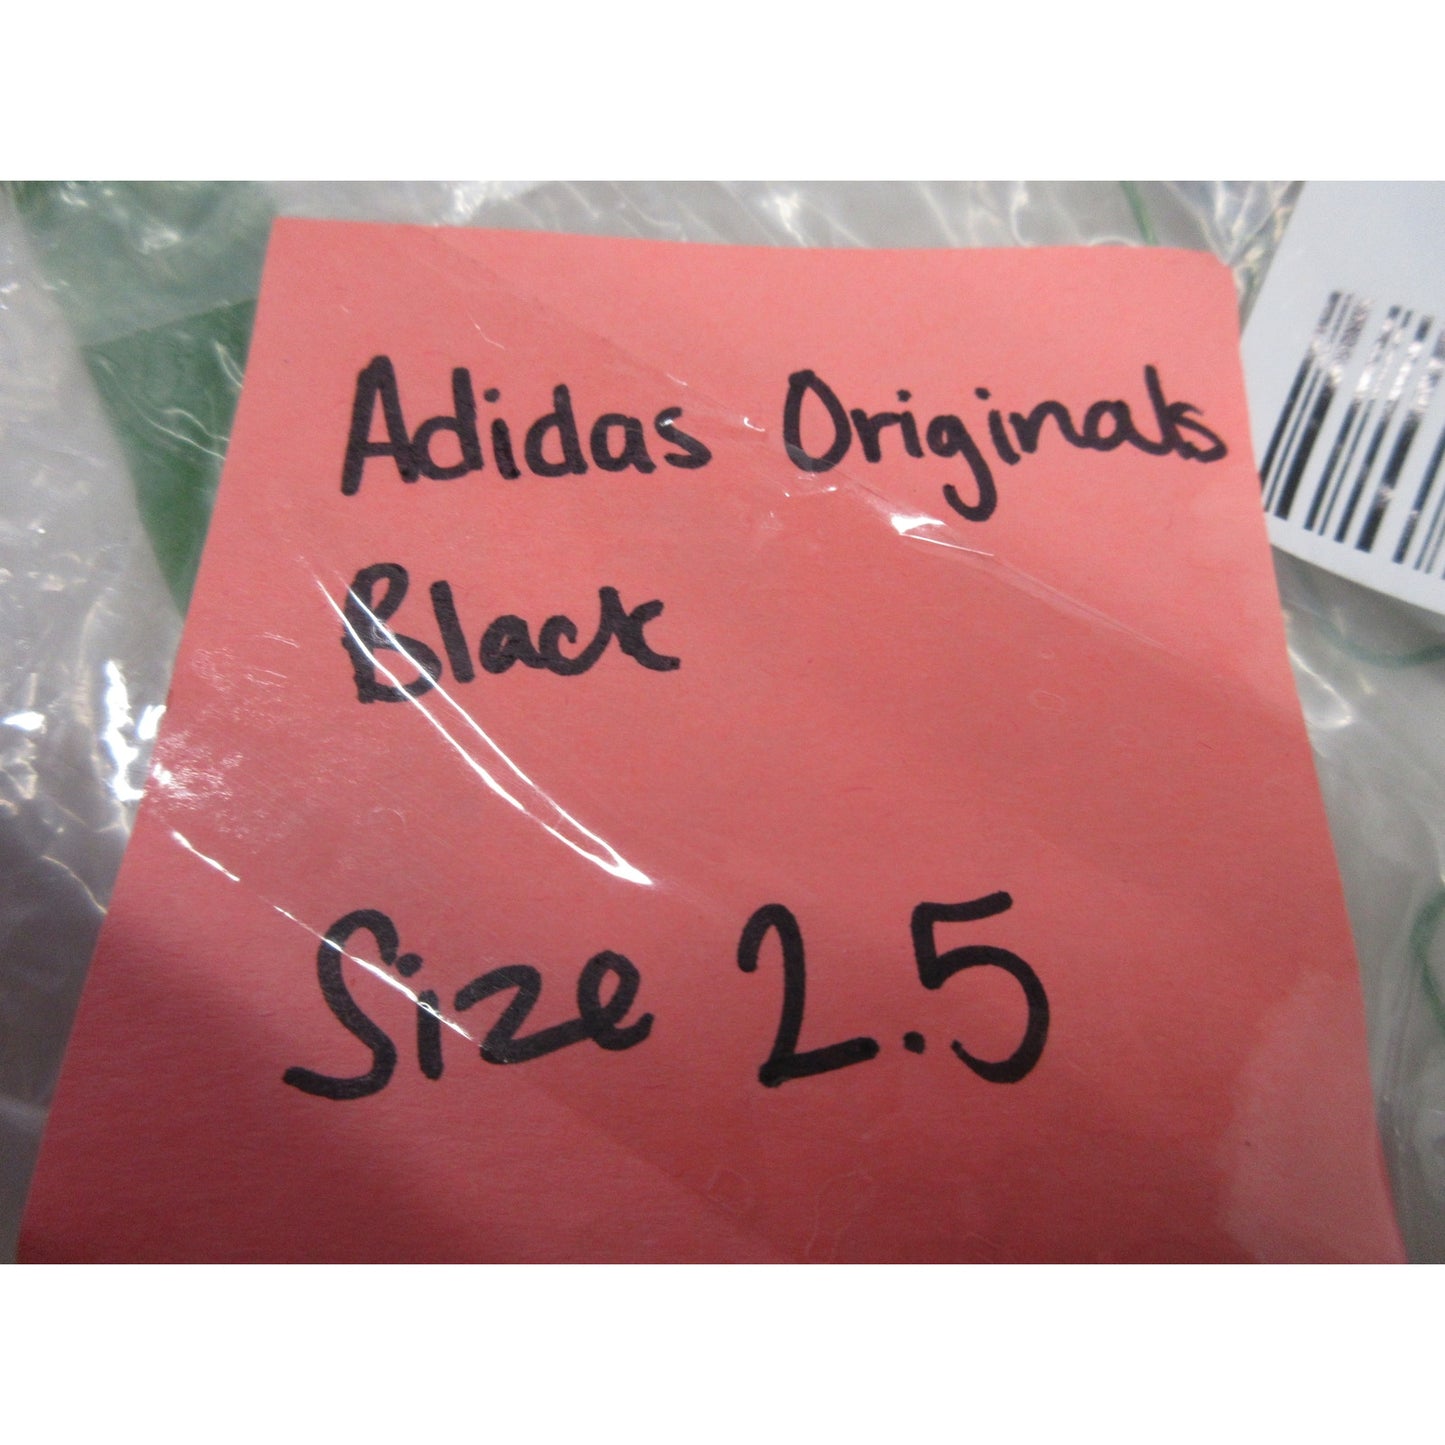 Adidas Originals
Black
Size 2.5